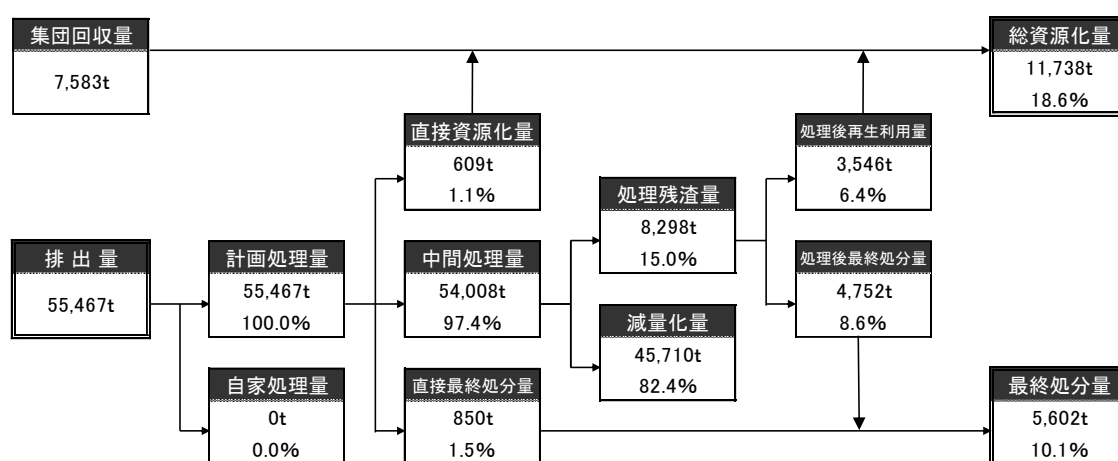 集団回収量
7,583t
総資源化量
11,738t
18.6%
直接資源化量
609t
1.1%
処理後再生利用量
3,546t
6.4%
処理残渣量
8,298t
15.0%
排 出 量
55,467t
計画処理量
55,467t
100.0%
中間処理量
54,008t
97.4%
処理後最終処分量
4,752t
8.6%
減量化量
45,710t
82.4%
自家処理量
0t
0.0%
直接最終処分量
850t
1.5%
最終処分量
5,602t
10.1%